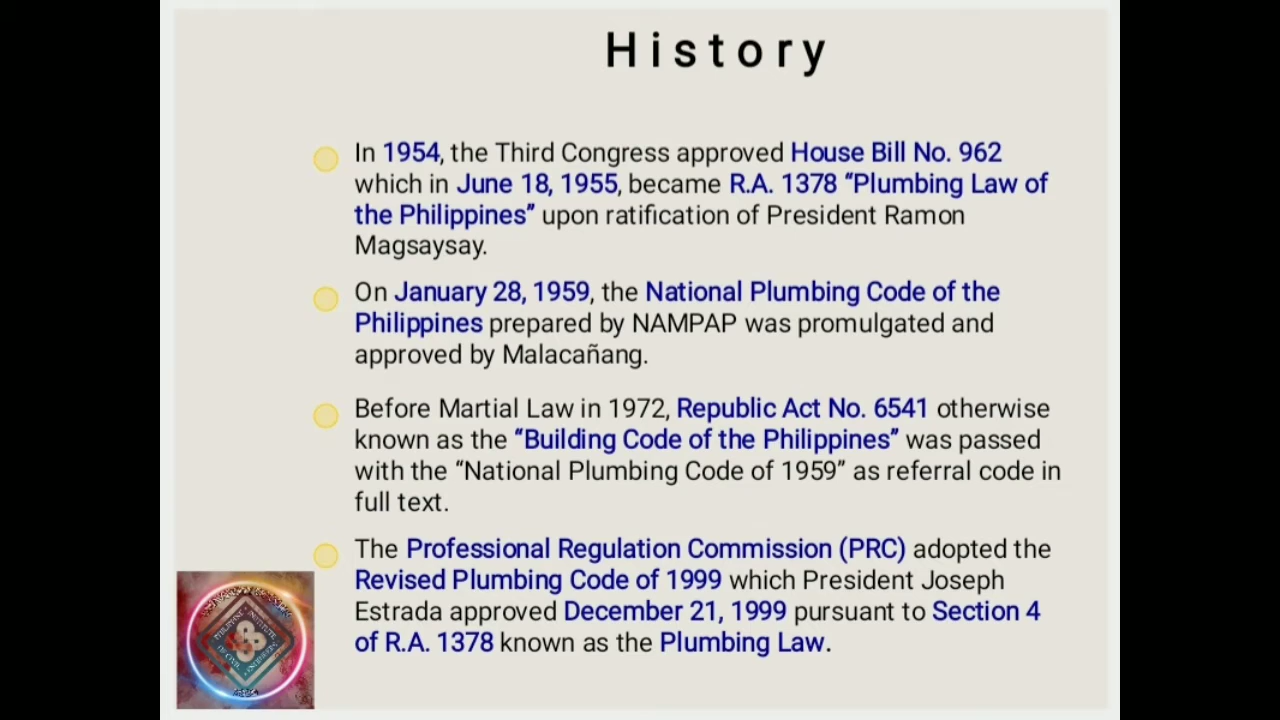 History
In 1954, the Third Congress approved House Bill No. 962
which in June 18, 1955, became R.A. 1378 “Plumbing Law of
the Philippines” upon ratification of President Ramon
Magsaysay.
On January 28, 1959, the National Plumbing Code of the
Philippines prepared by NAMPAP was promulgated and
approved by Malacañang.
Before Martial Law in 1972, Republic Act No. 6541 otherwise
known as the “Building Code of the Philippines” was passed
with the “National Plumbing Code of 1959” as referral code in
full text.
The Professional Regulation Commission (PRC) adopted the
Revised Plumbing Code of 1999 which President Joseph
Estrada approved December 21, 1999 pursuant to Section 4
of R.A. 1378 known as the Plumbing Law.
PHILIPPINE INSTITUTE
OF CIVIL ENGINEERS